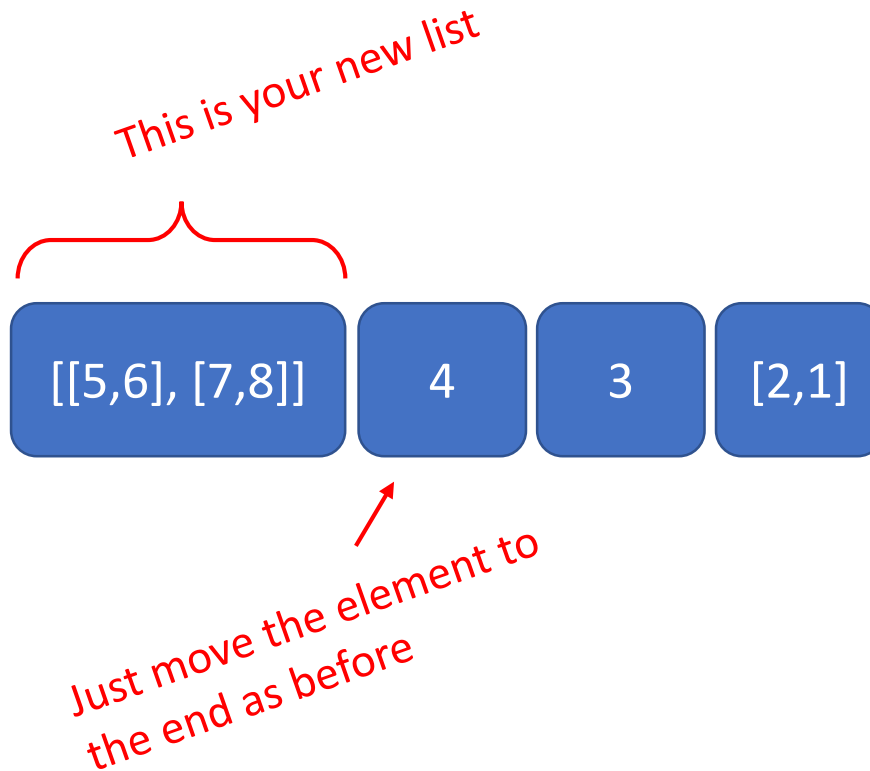 This is your new list
[[5,6], [7,8]] 4 3 [2,1]
Just move the element to
the end as before